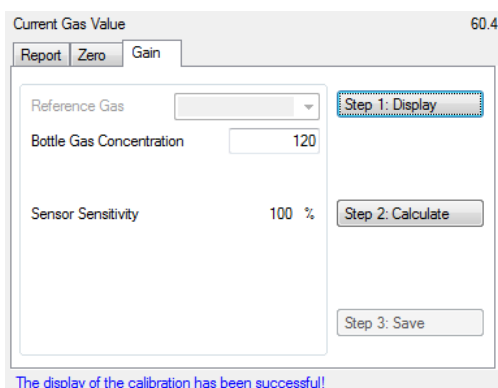 Current Gas Value 60.4
Report Zero Gain
Reference Gas Step 1: Display
Bottle Gas Concentration 120
Sensor Sensitivity 100 % Step 2: Calculate
Step 3: Save
The display of the calibration has been successful!